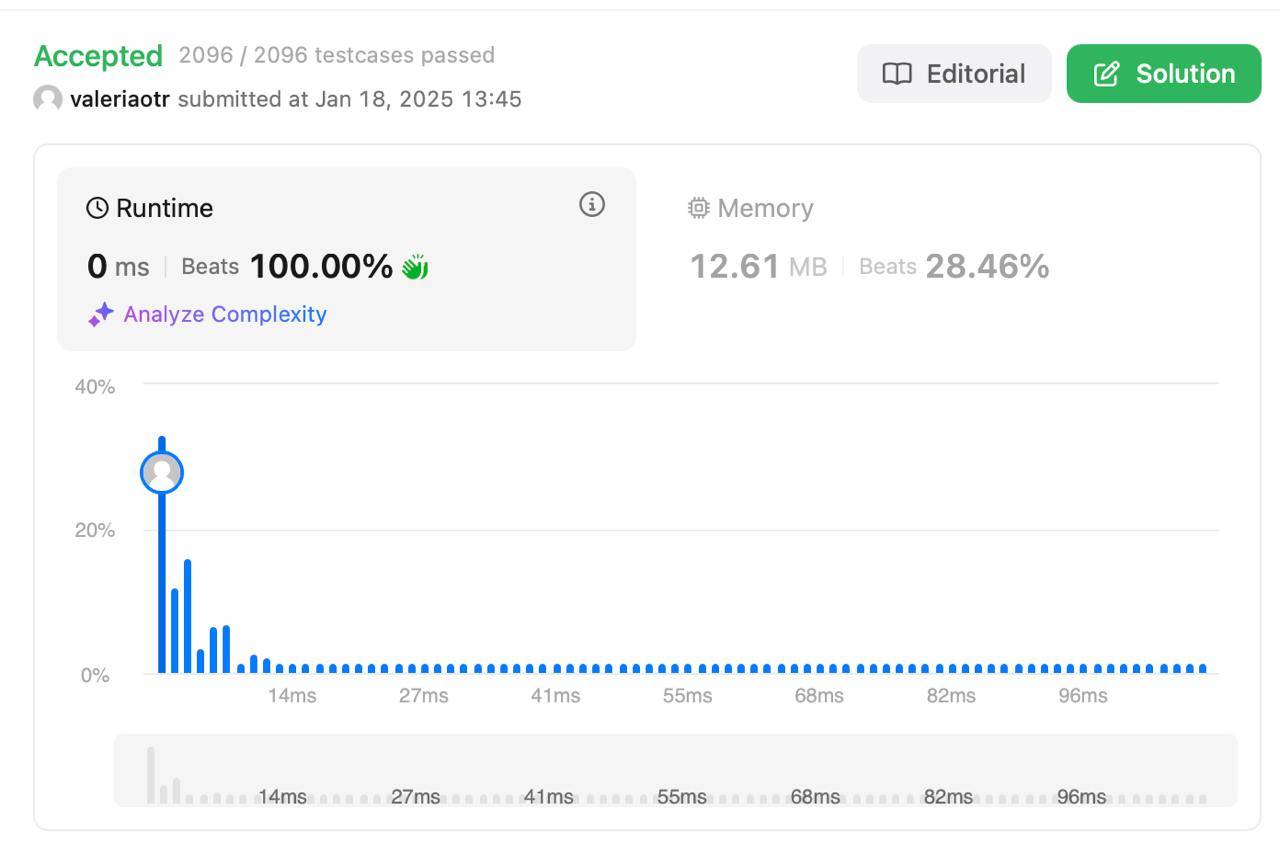 Accepted 2096 / 2096 testcases passed
valeriaotr submitted at Jan 18, 2025 13:45
Editorial
Solution
Runtime
0 ms | Beats 100.00%
Analyze Complexity
Memory
12.61 MB | Beats 28.46%
40%
20%
0%
14ms 27ms 41ms 55ms 68ms 82ms 96ms
14ms 27ms 41ms 55ms 68ms 82ms 96ms